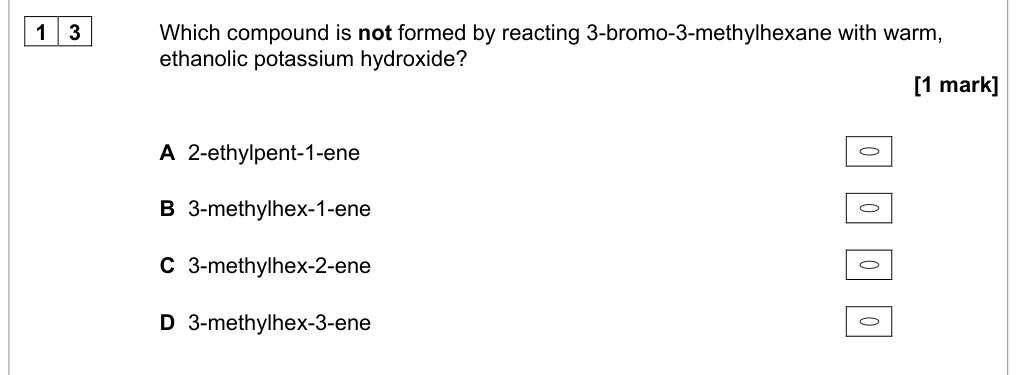 1 3 Which compound is not formed by reacting 3-bromo-3-methylhexane with warm,
ethanolic potassium hydroxide?
[1 mark]
A 2-ethylpent-1-ene
B 3-methylhex-1-ene
C 3-methylhex-2-ene
D 3-methylhex-3-ene